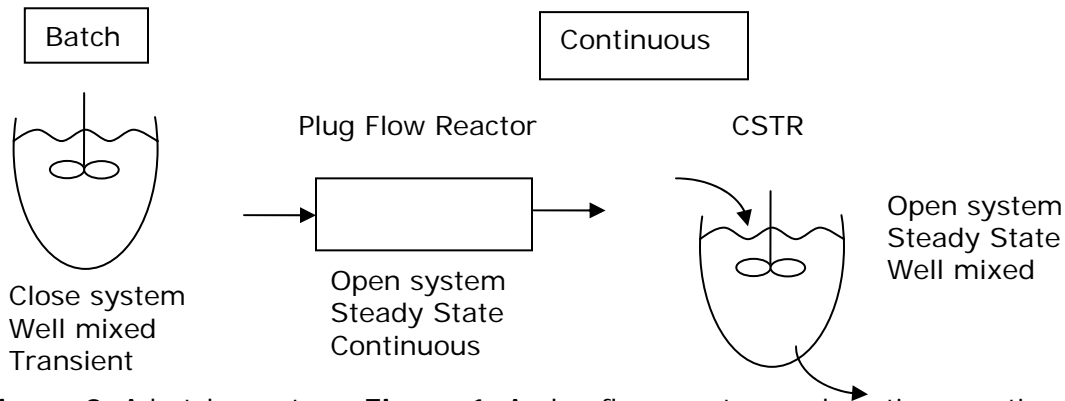 Batch
Continuous
Plug Flow Reactor
CSTR
Close system
Well mixed
Transient
Open system
Steady State
Continuous
Open system
Steady State
Well mixed